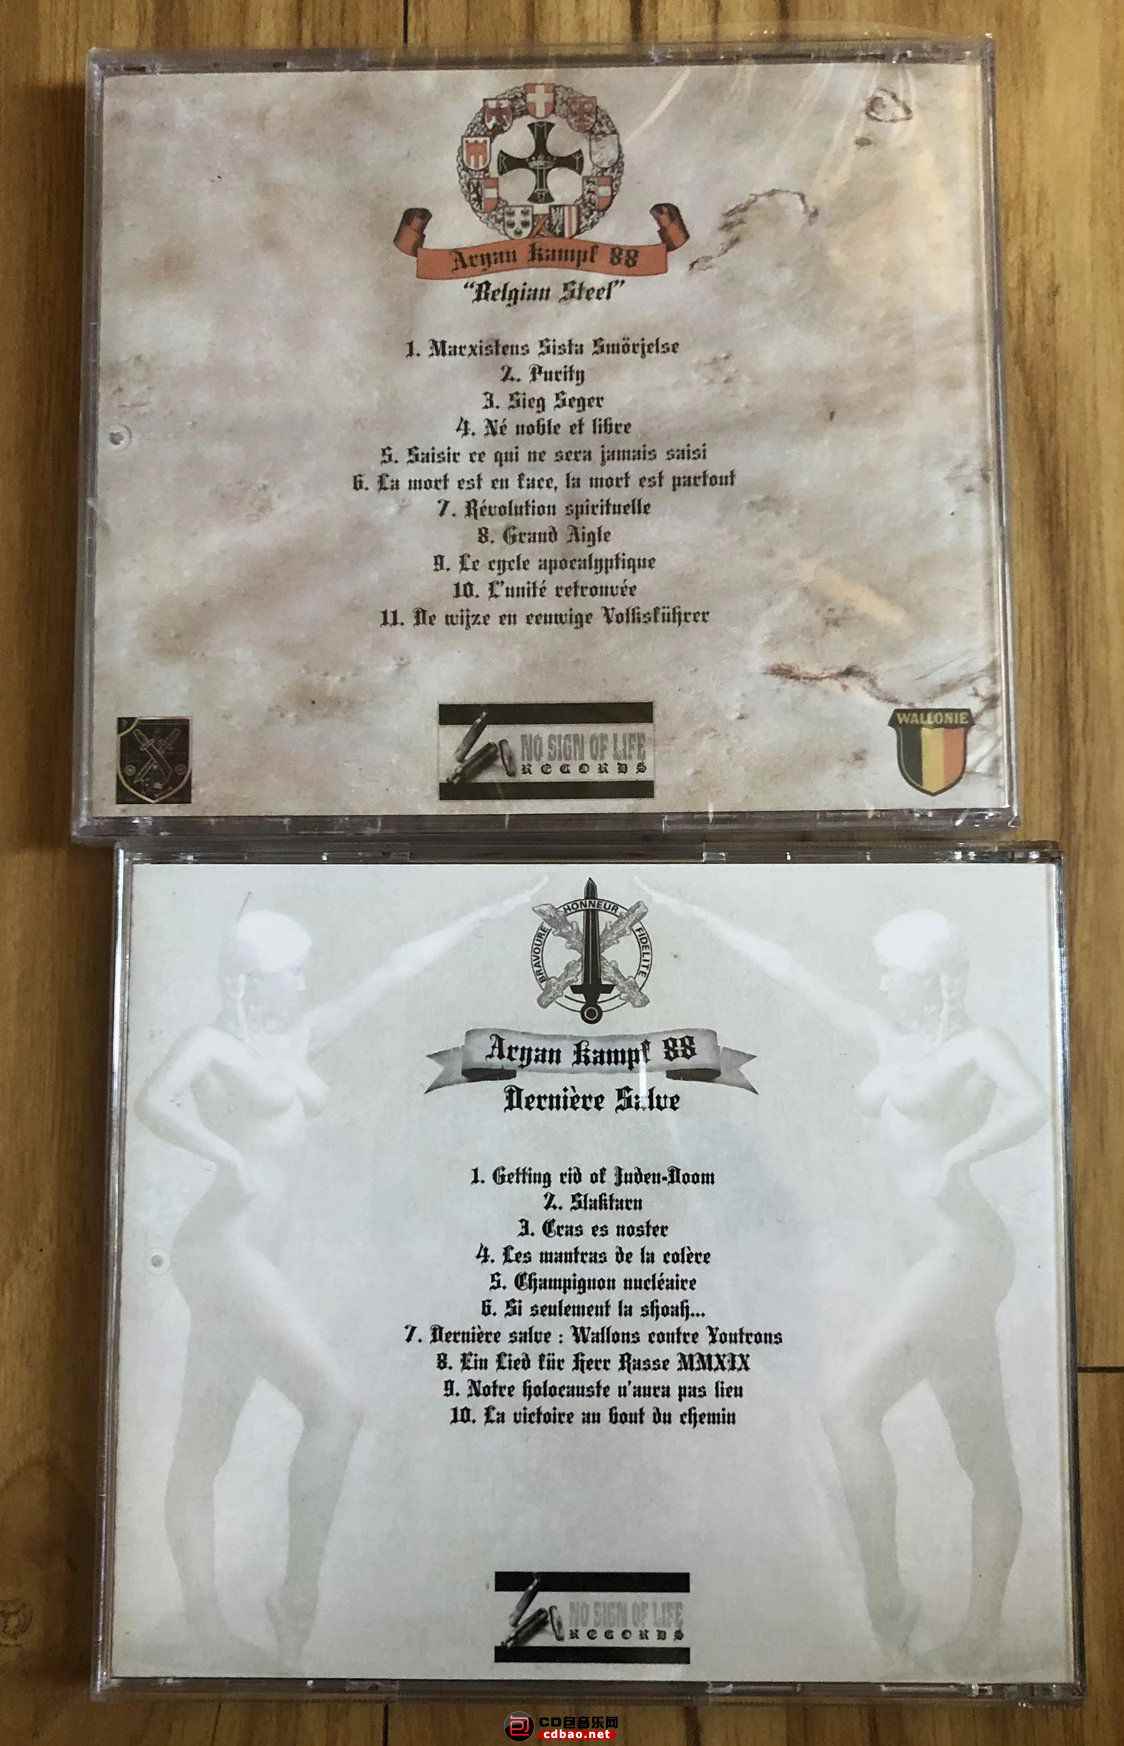 Aryan Kampf 88
"Belgian Steel"
1. Marxistens Sista Smörjelse
2. Purity
3. Sieg Seger
4. Né noble et libre
5. Saisir ce qui ne sera jamais saisi
6. La mort est en face, la mort est partout
7. Révolution spirituelle
8. Grand Aigle
9. Le cycle apocalyptique
10. L'unité retrouvée
11. De wijze en eeuwige Volksführer
NO SIGN OF LIFE
RECORDS
WALLONIE
BRAVOURE HONNEUR FIDELITE
Aryan Kampf 88
Dernière Salve
1. Getting rid of Juden-Doom
2. Slaktarn
3. Cras es noster
4. Les mantras de la colère
5. Champignon nucléaire
6. Si seulement la shoah...
7. Dernière salve : Wallons contre Youtrons
8. Ein Lied für Herr Rasse MMXIX
9. Notre holocauste n'aura pas lieu
10. La victoire au bout du chemin
NO SIGN OF LIFE
RECORDS
CD包音乐网
cdbao.net